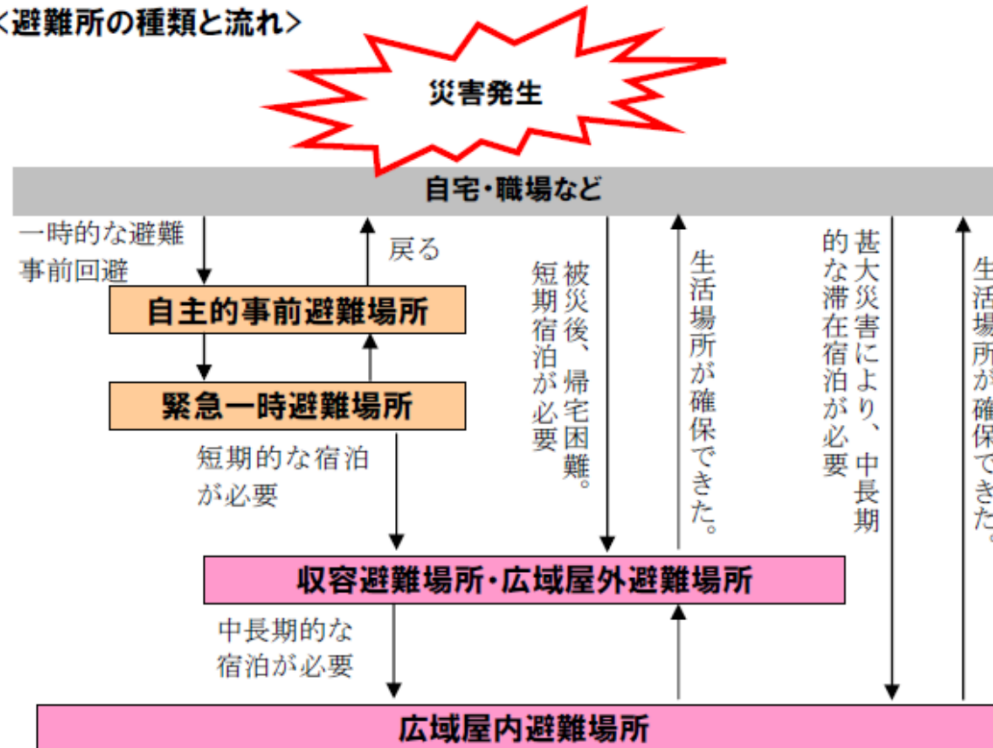 <避難所の種類と流れ>
災害発生
自宅・職場など
一時的な避難
事前回避
戻る
自主的事前避難場所
緊急一時避難場所
短期的な宿泊
が必要
被災後、帰宅困難。
短期宿泊が必要
生活場所が確保できた。
甚大災害により、中長期
的な滞在宿泊が必要
生活場所が確保できた。
収容避難場所・広域屋外避難場所
中長期的な
宿泊が必要
広域屋内避難場所